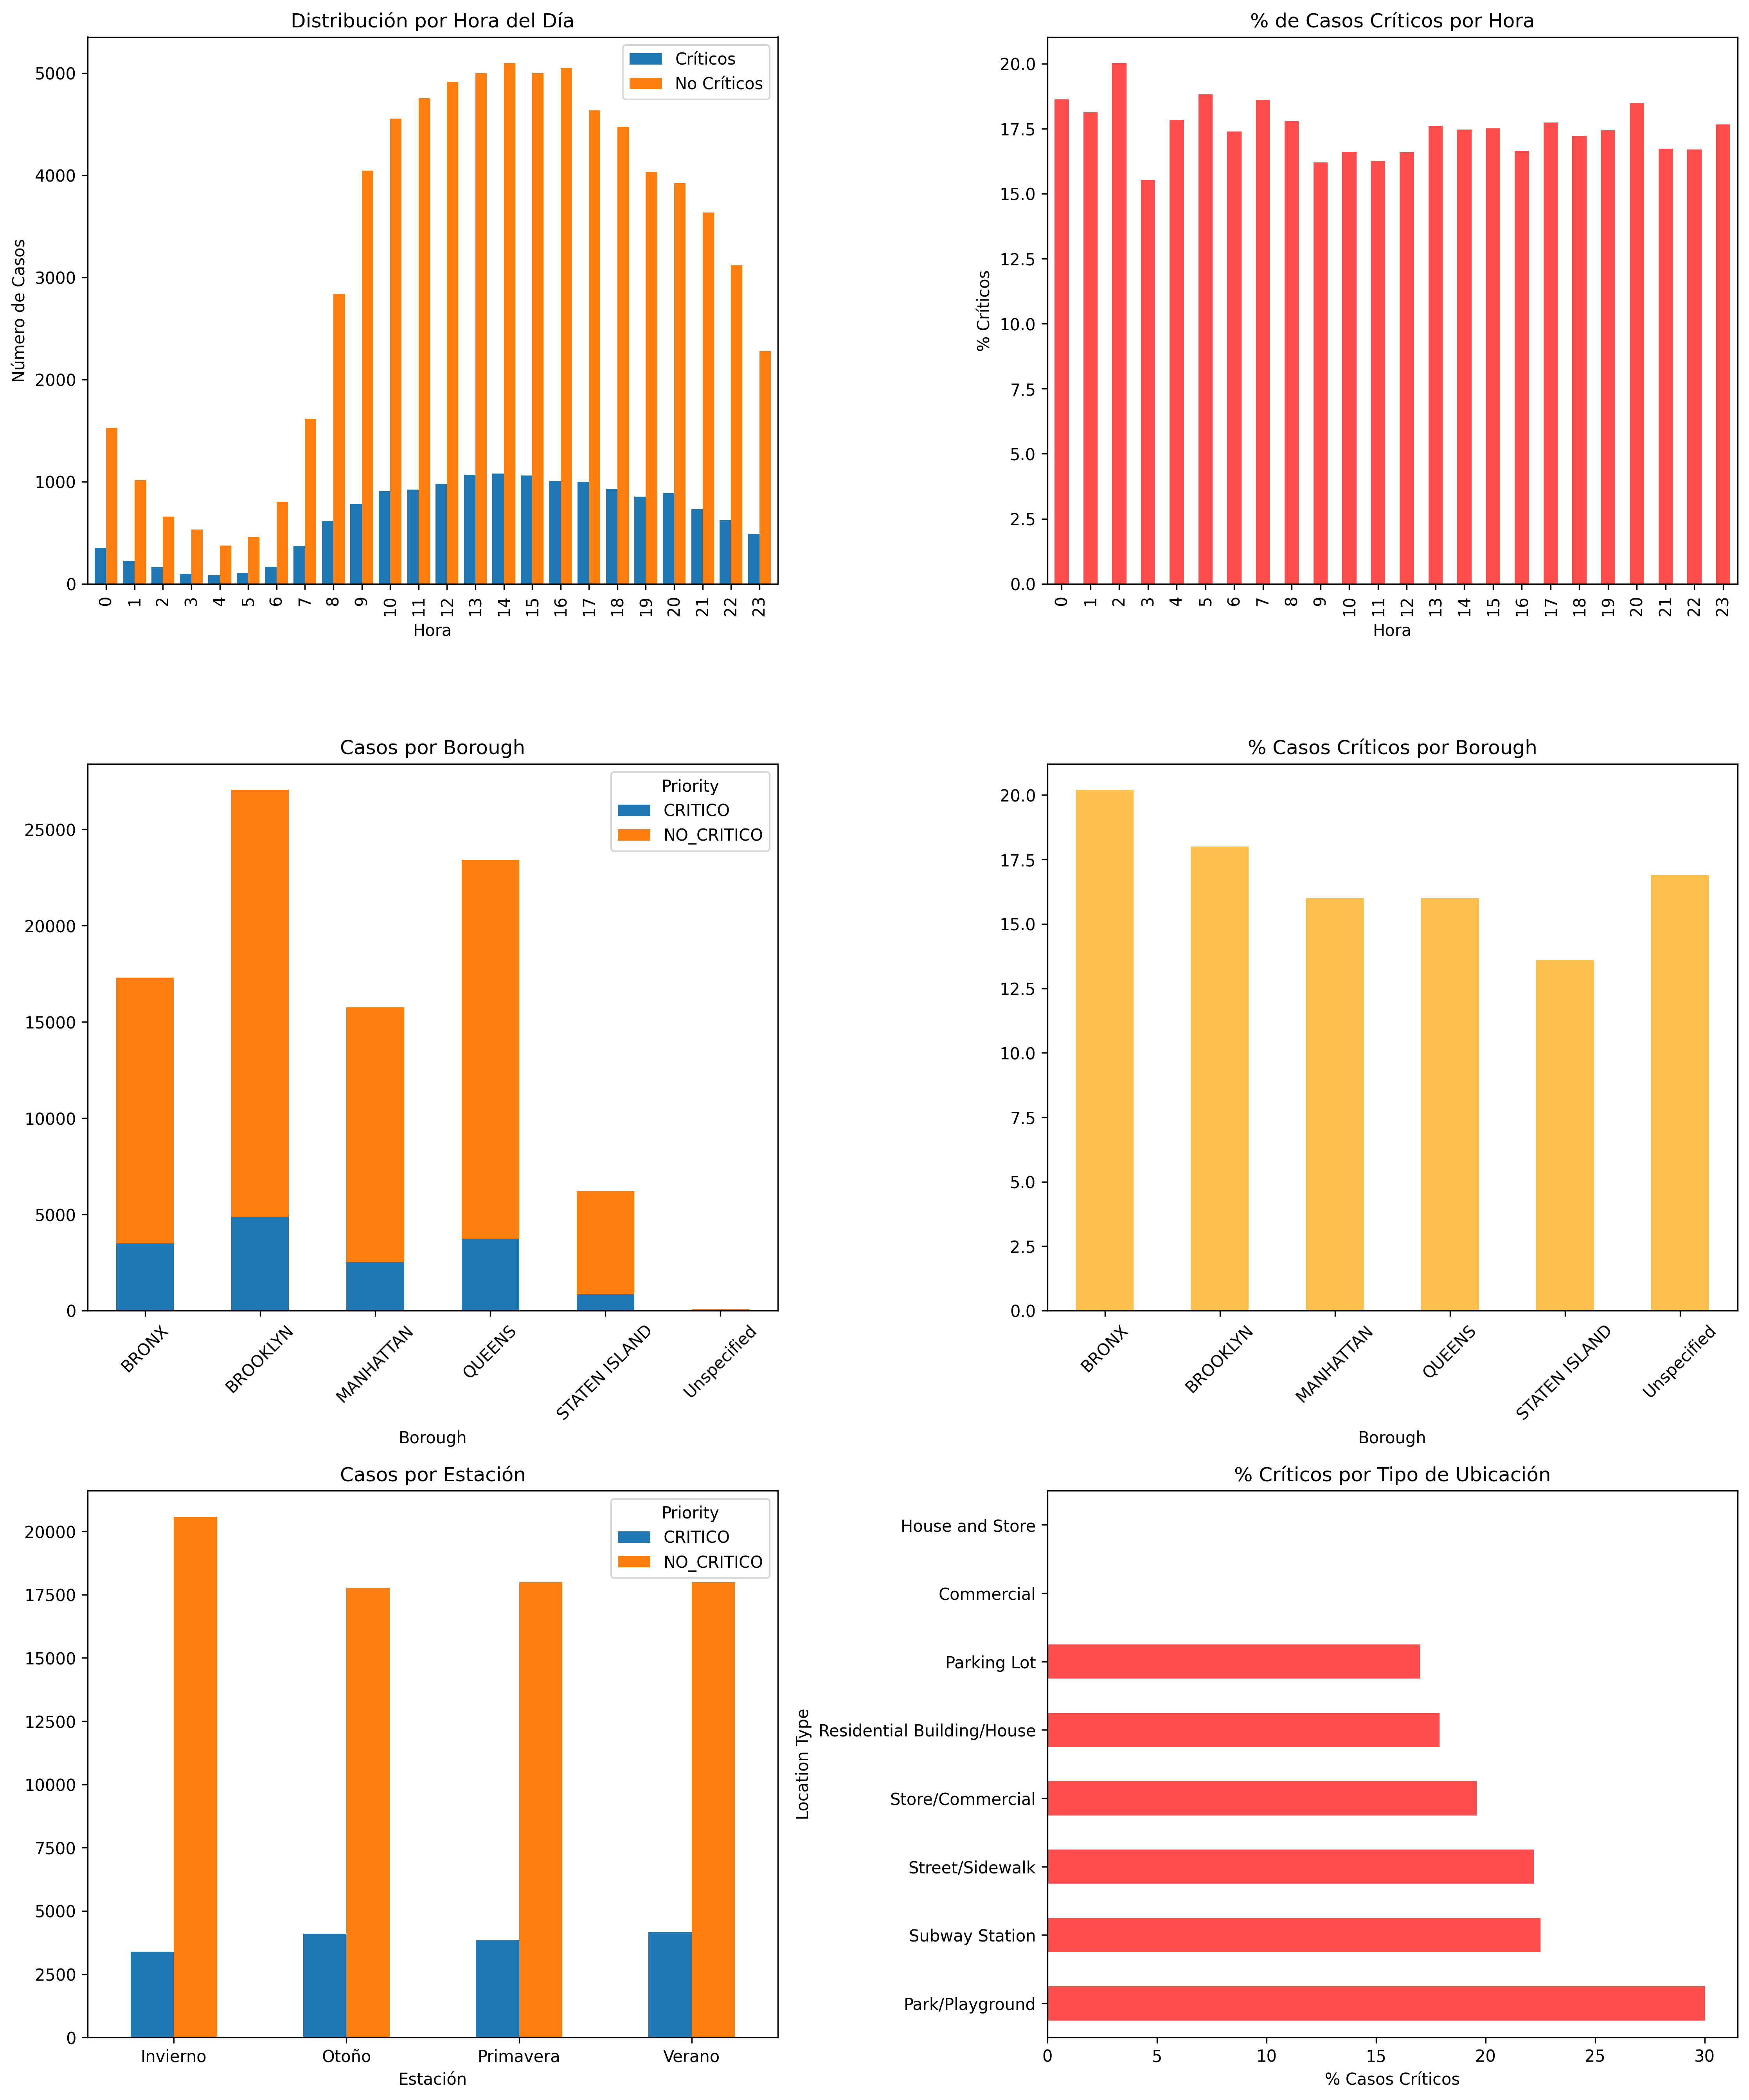 Distribución por Hora del Día
Críticos
No Críticos
5000
4000
3000
2000
1000
0
Número de Casos
0 1 2 3 4 5 6 7 8 9 10 11 12 13 14 15 16 17 18 19 20 21 22 23
Hora
% de Casos Críticos por Hora
20.0
17.5
15.0
12.5
10.0
7.5
5.0
2.5
0.0
% Críticos
0 1 2 3 4 5 6 7 8 9 10 11 12 13 14 15 16 17 18 19 20 21 22 23
Hora
Casos por Borough
Priority
CRITICO
NO_CRITICO
25000
20000
15000
10000
5000
0
BRONX
BROOKLYN
MANHATTAN
QUEENS
STATEN ISLAND
Unspecified
Borough
% Casos Críticos por Borough
20.0
17.5
15.0
12.5
10.0
7.5
5.0
2.5
0.0
BRONX
BROOKLYN
MANHATTAN
QUEENS
STATEN ISLAND
Unspecified
Borough
Casos por Estación
Priority
CRITICO
NO_CRITICO
20000
17500
15000
12500
10000
7500
5000
2500
0
Invierno
Otoño
Primavera
Verano
Estación
% Críticos por Tipo de Ubicación
Location Type
House and Store
Commercial
Parking Lot
Residential Building/House
Store/Commercial
Street/Sidewalk
Subway Station
Park/Playground
0 5 10 15 20 25 30
% Casos Críticos